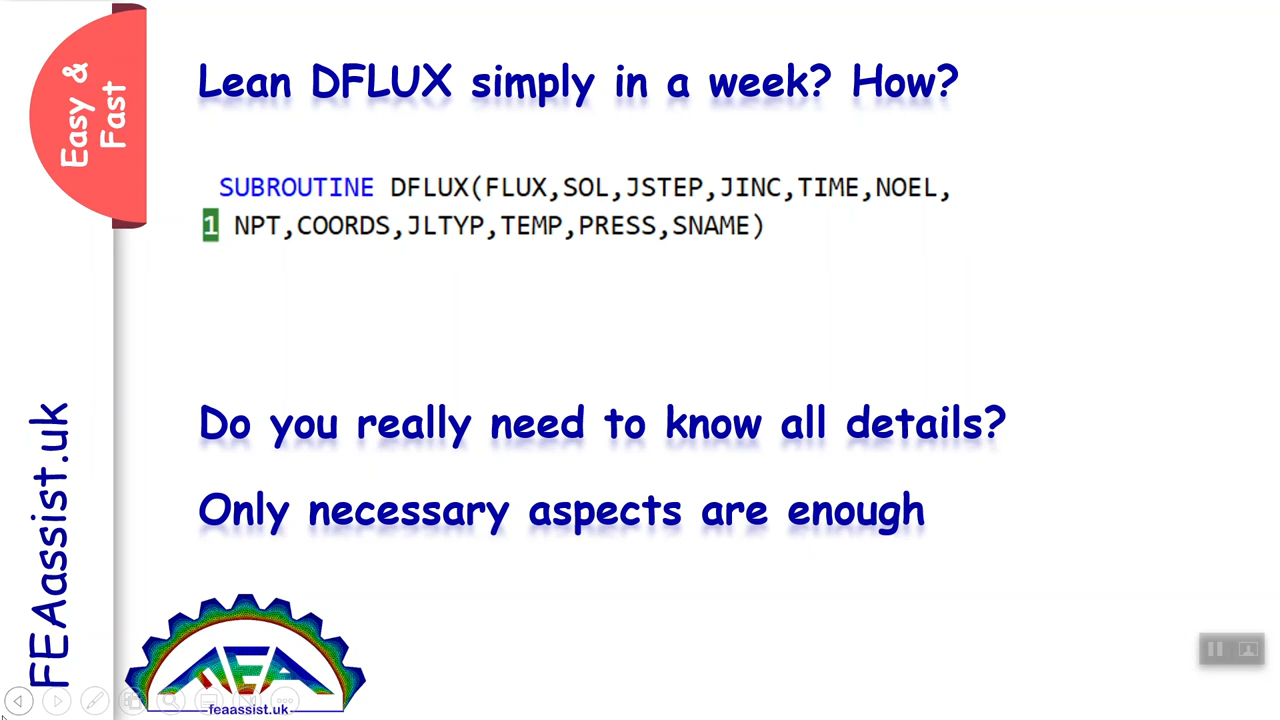 Easy &
Fast
Lean DFLUX simply in a week? How?
SUBROUTINE DFLUX(FLUX,SOL,JSTEP,JINC,TIME,NOEL,
1 NPT,COORDS,JLTYP,TEMP,PRESS,SNAME)
Do you really need to know all details?
Only necessary aspects are enough
FEAassist.uk
FEA
feaassist.uk